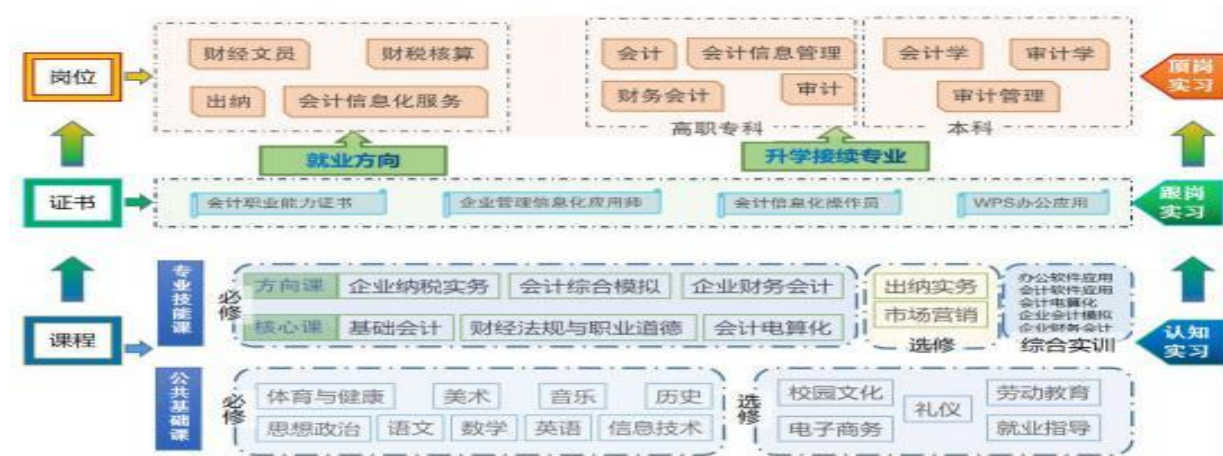 岗位
财经文员
财税核算
出纳
会计信息化服务
会计
会计信息管理
财务会计
审计
高职专科
会计学
审计学
审计管理
本科
顶岗
实习
就业方向
升学接续专业
证书
会计职业能力证书
企业管理信息化应用师
会计信息化操作员
WPS办公应用
跟岗
实习
课程
专业技能课
必修
方向课
企业纳税实务
会计综合模拟
企业财务会计
核心课
基础会计
财经法规与职业道德
会计电算化
出纳实务
市场营销
选修
办公软件应用
会计软件应用
会计电算化
企业会计模拟
企业财务会计
综合实训
认知
实习
公共基础课
必修
体育与健康
美术
音乐
历史
思想政治
语文
数学
英语
信息技术
选修
校园文化
礼仪
劳动教育
电子商务
就业指导